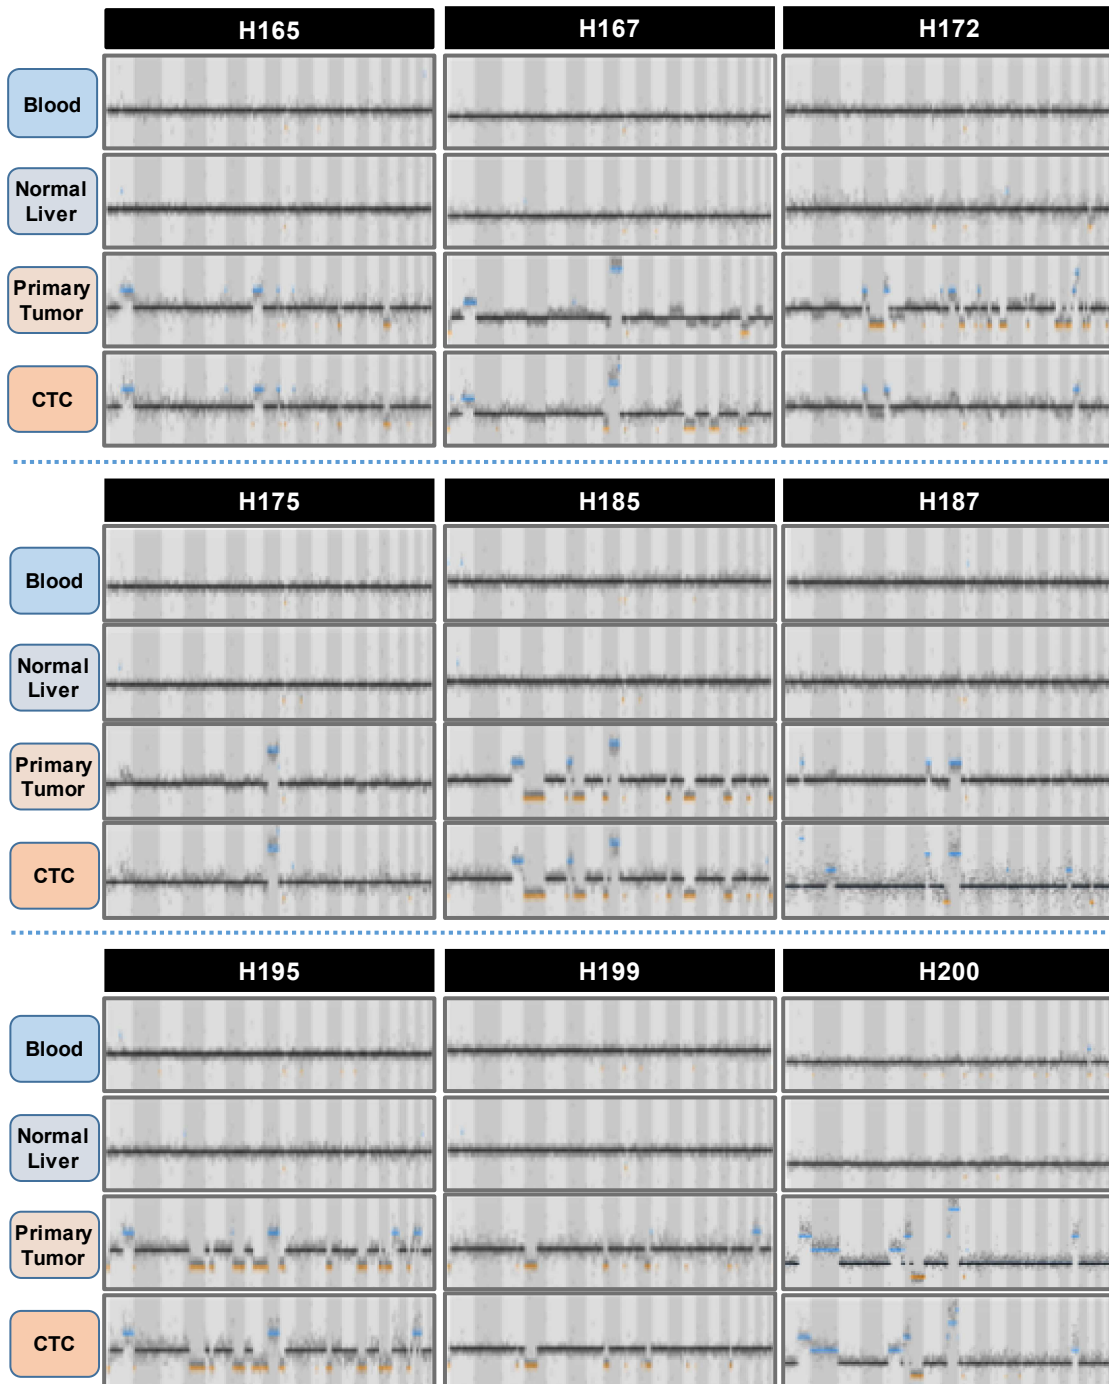 H165 H167 H172
Blood
Normal
Liver
Primary
Tumor
CTC
H175 H185 H187
Blood
Normal
Liver
Primary
Tumor
CTC
H195 H199 H200
Blood
Normal
Liver
Primary
Tumor
CTC